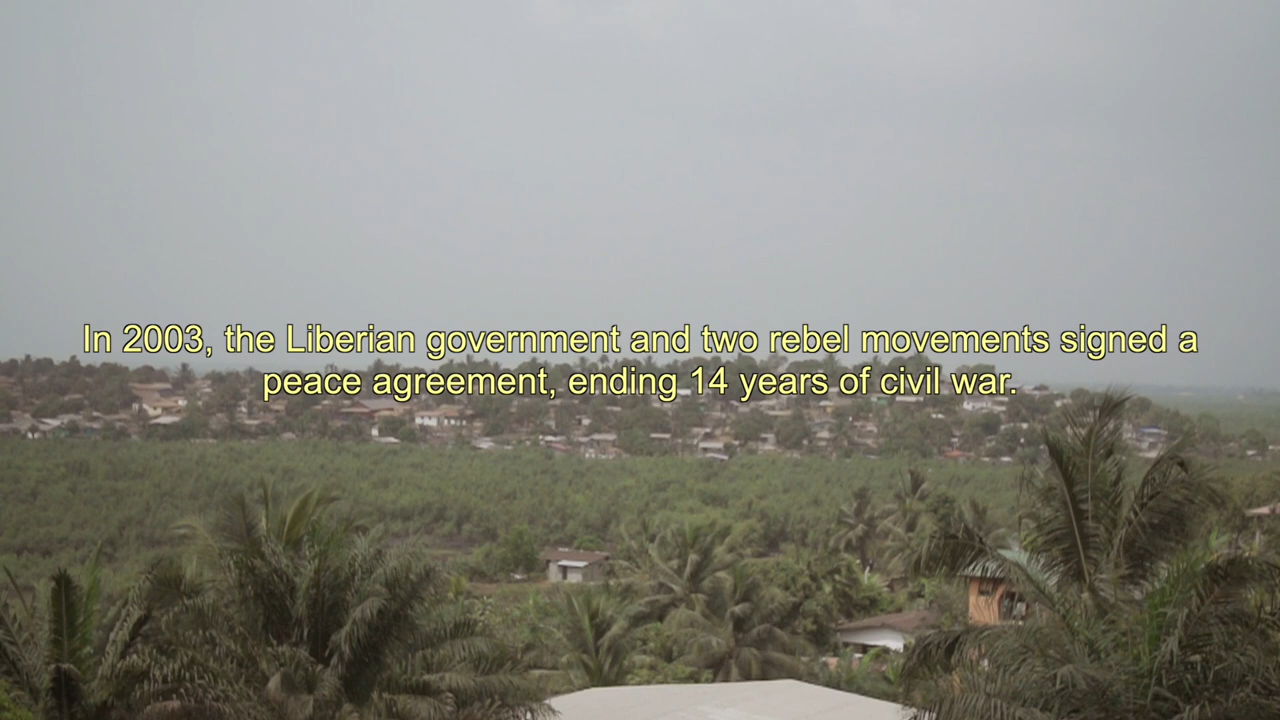 In 2003, the Liberian government and two rebel movements signed a
peace agreement, ending 14 years of civil war.